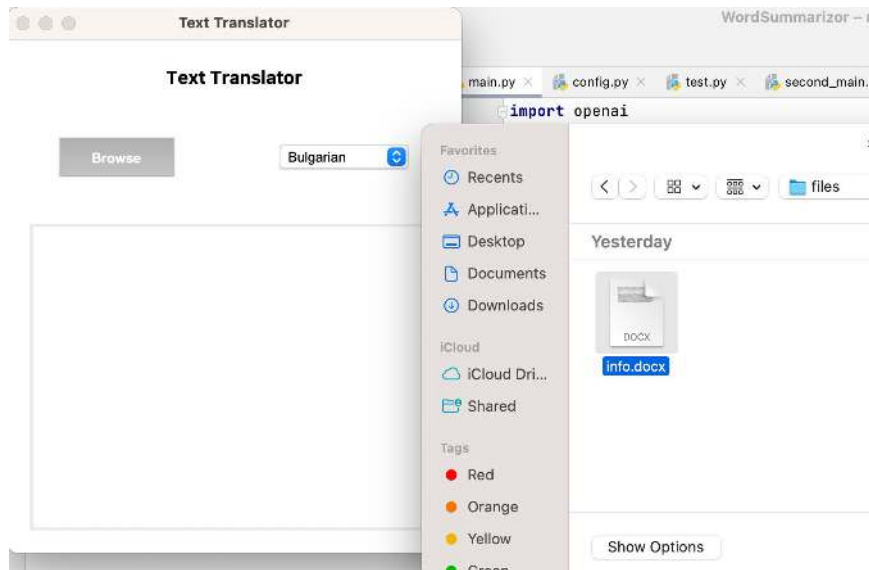 Text Translator
WordSummarizor –
Text Translator
main.py
config.py
test.py
second_main.
import openai
Browse
Bulgarian
Favorites
Recents
Applicati...
Desktop
Documents
Downloads
iCloud
iCloud Dri...
Shared
Tags
Red
Orange
Yellow
Green
files
Yesterday
DOCX
info.docx
Show Options